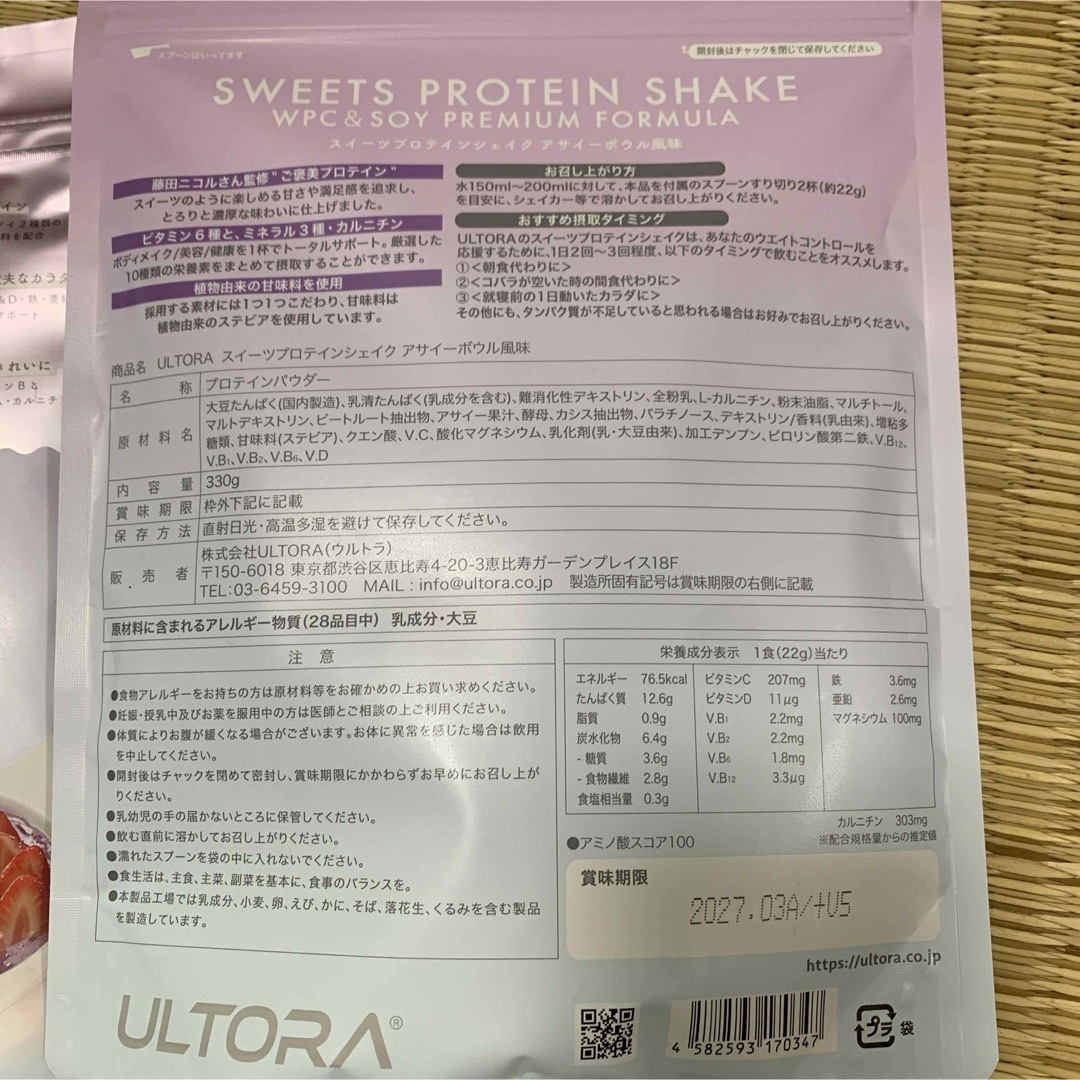 スプーンはいってます
開封後はチャックを閉じて保存してください
SWEETS PROTEIN SHAKE
WPC & SOY PREMIUM FORMULA
スイーツプロテインシェイク アサイーボウル風味
藤田ニコルさん監修"ご褒美プロテイン"
スイーツのように楽しめる甘さや満足感を追求し、
とろりと濃厚な味わいに仕上げました。
ビタミン6種と、ミネラル3種・カルニチン
ボディメイク/美容/健康を1杯でトータルサポート。厳選した
10種類の栄養素をまとめて摂取することができます。
植物由来の甘味料を使用
採用する素材には1つ1つこだわり、甘味料は
植物由来のステビアを使用しています。
お召し上がり方
水150ml〜200mlに対して、本品を付属のスプーンすり切り2杯(約22g)
を目安に、シェイカー等で溶かしてお召し上がりください。
おすすめ摂取タイミング
ULTORAのスイーツプロテインシェイクは、あなたのウエイトコントロールを
応援するために、1日2回〜3回程度、以下のタイミングで飲むことをオススメします。
①<朝食代わりに>
②<コバラが空いた時の間食代わりに>
③<就寝前の1日動いたカラダに>
その他にも、タンパク質が不足していると思われる場合はお好みでお召し上がりください。
商品名 ULTORA スイーツプロテインシェイク アサイーボウル風味
名称 プロテインパウダー
原材料名 大豆たんぱく(国内製造)、乳清たんぱく(乳成分を含む)、難消化性デキストリン、全粉乳、L-カルニチン、粉末油脂、マルチトール、
マルトデキストリン、ビートルート抽出物、アサイー果汁、酵母、カシス抽出物、パラチノース、デキストリン/香料(乳由来)、増粘多
糖類、甘味料(ステビア)、クエン酸、V.C、酸化マグネシウム、乳化剤(乳・大豆由来)、加工デンプン、ピロリン酸第二鉄、V.B12、
V.B1、V.B2、V.B6、V.D
内容量 330g
賞味期限 枠外下記に記載
保存方法 直射日光・高温多湿を避けて保存してください。
販売者 株式会社ULTORA(ウルトラ)
〒150-6018 東京都渋谷区恵比寿4-20-3恵比寿ガーデンプレイス18F
TEL:03-6459-3100 MAIL : info@ultora.co.jp 製造所固有記号は賞味期限の右側に記載
原材料に含まれるアレルギー物質(28品目中) 乳成分・大豆
注意
●食物アレルギーをお持ちの方は原材料等をお確かめの上お買い求めください。
●妊娠・授乳中及びお薬を服用中の方は医師とご相談の上ご利用ください。
●体質によりお腹が緩くなる場合がございます。お体に異常を感じた場合は飲用
を中止してください。
●開封後はチャックを閉めて密封し、賞味期限にかかわらずお早めにお召し上が
りください。
●乳幼児の手の届かないところに保管してください。
●飲む直前に溶かしてお召し上がりください。
●濡れたスプーンを袋の中に入れないでください。
●食生活は、主食、主菜、副菜を基本に、食事のバランスを。
●本製品工場では乳成分、小麦、卵、えび、かに、そば、落花生、くるみを含む製品
を製造しています。
栄養成分表示 1食(22g)当たり
エネルギー 76.5kcal ビタミンC 207mg 鉄 3.6mg
たんぱく質 12.6g ビタミンD 11μg 亜鉛 2.6mg
脂質 0.9g V.B1 2.2mg マグネシウム 100mg
炭水化物 6.4g V.B2 2.2mg
- 糖質 3.6g V.B6 1.8mg
- 食物繊維 2.8g V.B12 3.3μg
食塩相当量 0.3g
カルニチン 303mg
※配合規格量からの推定値
●アミノ酸スコア100
賞味期限
2027.03A/+U5
https://ultora.co.jp
ULTORA®
4 582593 170347
プラ 袋